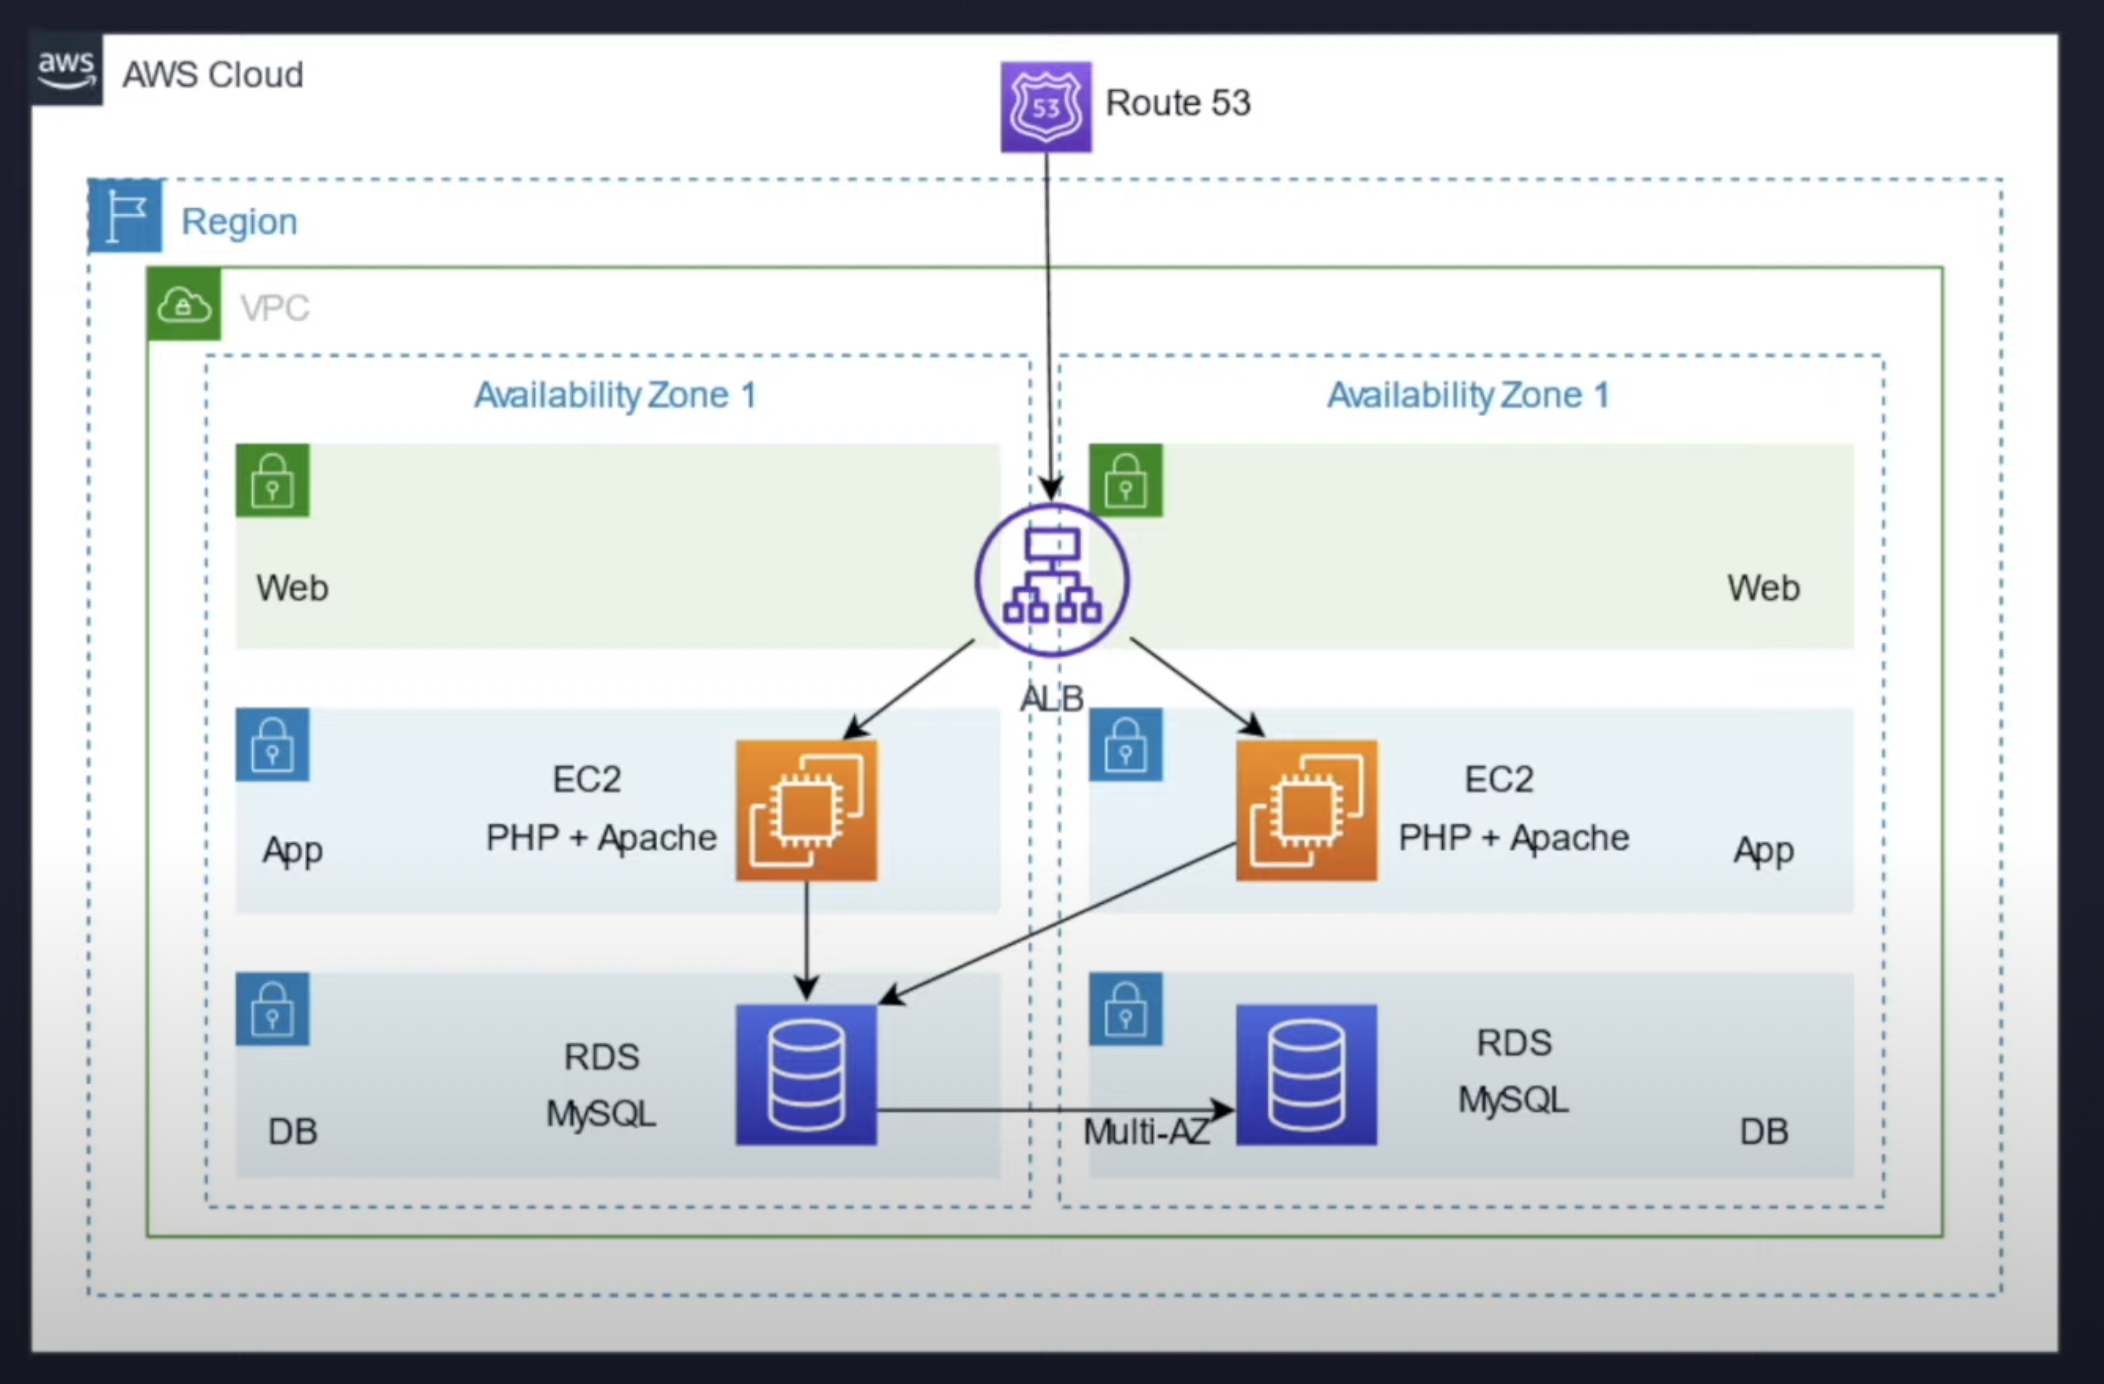 aws
AWS Cloud
53
Route 53
Region
VPC
Availability Zone 1
Availability Zone 1
Web
Web
ALB
EC2
PHP + Apache
App
EC2
PHP + Apache
App
RDS
MySQL
DB
Multi-AZ
RDS
MySQL
DB